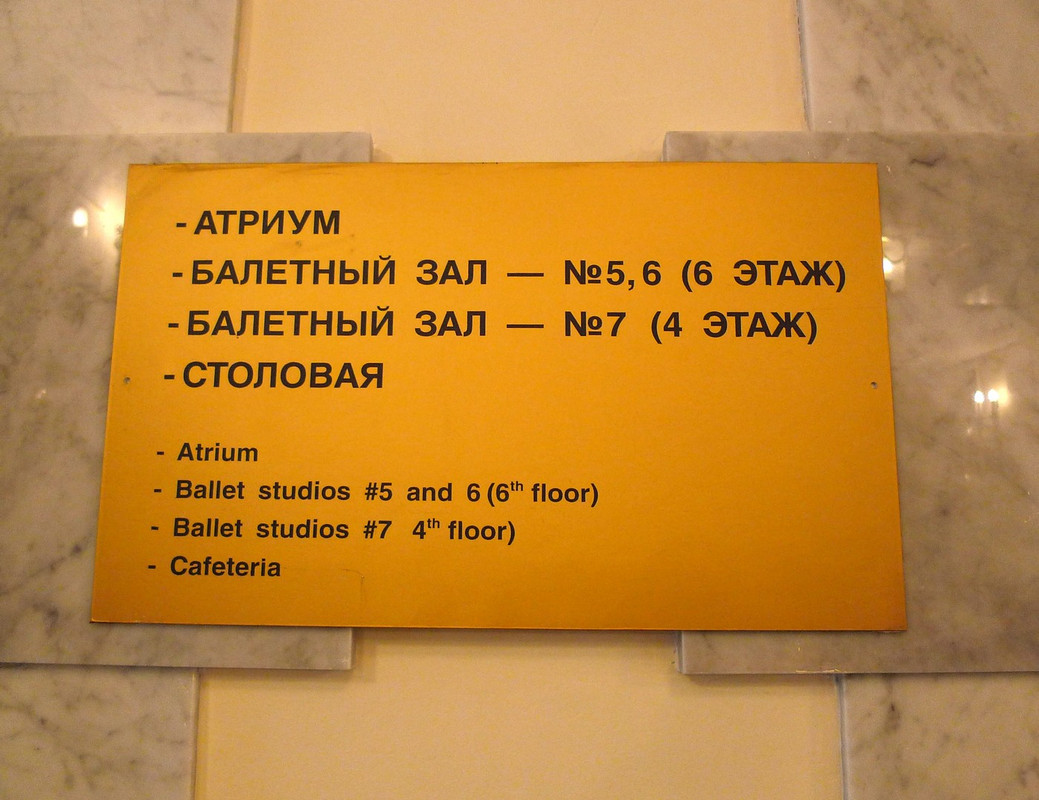 - АТРИУМ
- БАЛЕТНЫЙ ЗАЛ — №5, 6 (6 ЭТАЖ)
- БАЛЕТНЫЙ ЗАЛ — №7 (4 ЭТАЖ)
- СТОЛОВАЯ
- Atrium
- Ballet studios #5 and 6 (6th floor)
- Ballet studios #7 4th floor)
- Cafeteria